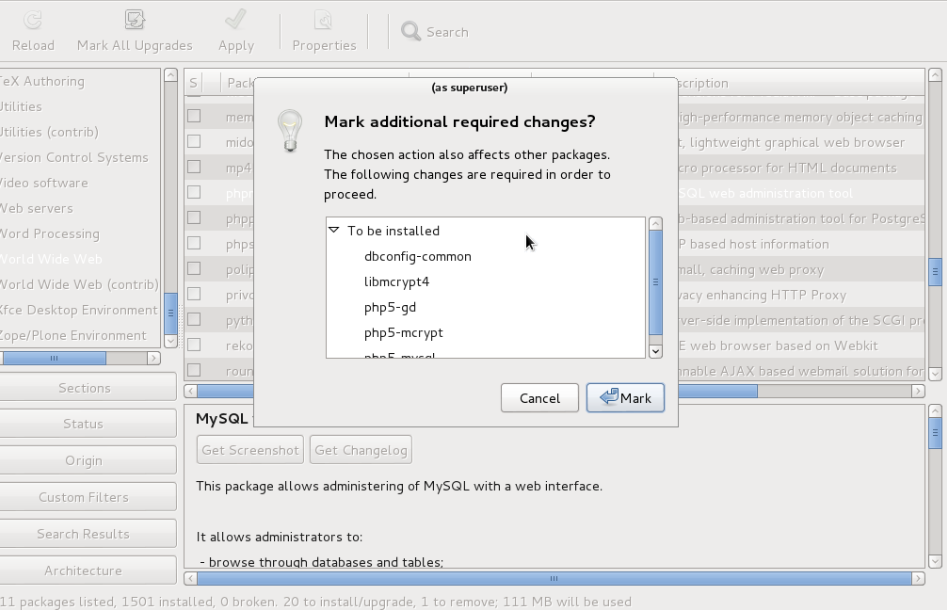 Reload
Mark All Upgrades
Apply
Properties
Search
TeX Authoring
Utilities
Utilities (contrib)
Version Control Systems
Video software
Web servers
Word Processing
World Wide Web
World Wide Web (contrib)
Xfce Desktop Environment
Zope/Plone Environment
Sections
Status
Origin
Custom Filters
Search Results
Architecture
S
Pack
scription
mem
igh-performance memory object caching
mido
t, lightweight graphical web browser
mp4
cro processor for HTML documents
phpr
SQL web administration tool
phpp
b-based administration tool for PostgreS
phps
P based host information
polip
mall, caching web proxy
privo
vacy enhancing HTTP Proxy
pyth
ver-side implementation of the SCGI pr
reko
E web browser based on Webkit
roun
nnable AJAX based webmail solution for
(as superuser)
Mark additional required changes?
The chosen action also affects other packages.
The following changes are required in order to
proceed.
To be installed
dbconfig-common
libmcrypt4
php5-gd
php5-mcrypt
php5-mysql
Cancel
Mark
MySQL
Get Screenshot
Get Changelog
This package allows administering of MySQL with a web interface.
It allows administrators to:
- browse through databases and tables;
11 packages listed, 1501 installed, 0 broken. 20 to install/upgrade, 1 to remove; 111 MB will be used